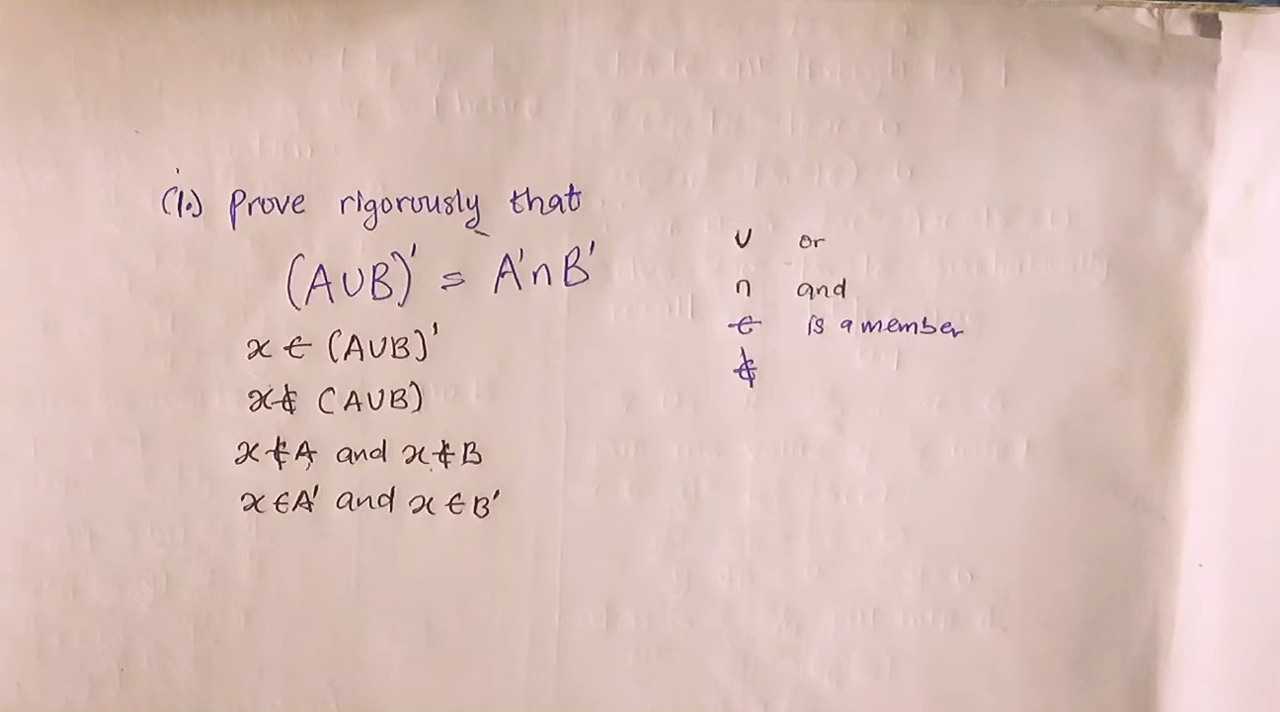 (1.) Prove rigorously that
(A∪B)' = A'∩B'
x ∈ (A∪B)'
x ∉ (A∪B)
x ∉ A and x ∉ B
x ∈ A' and x ∈ B'
∪ or
∩ and
∈ is a member
∉